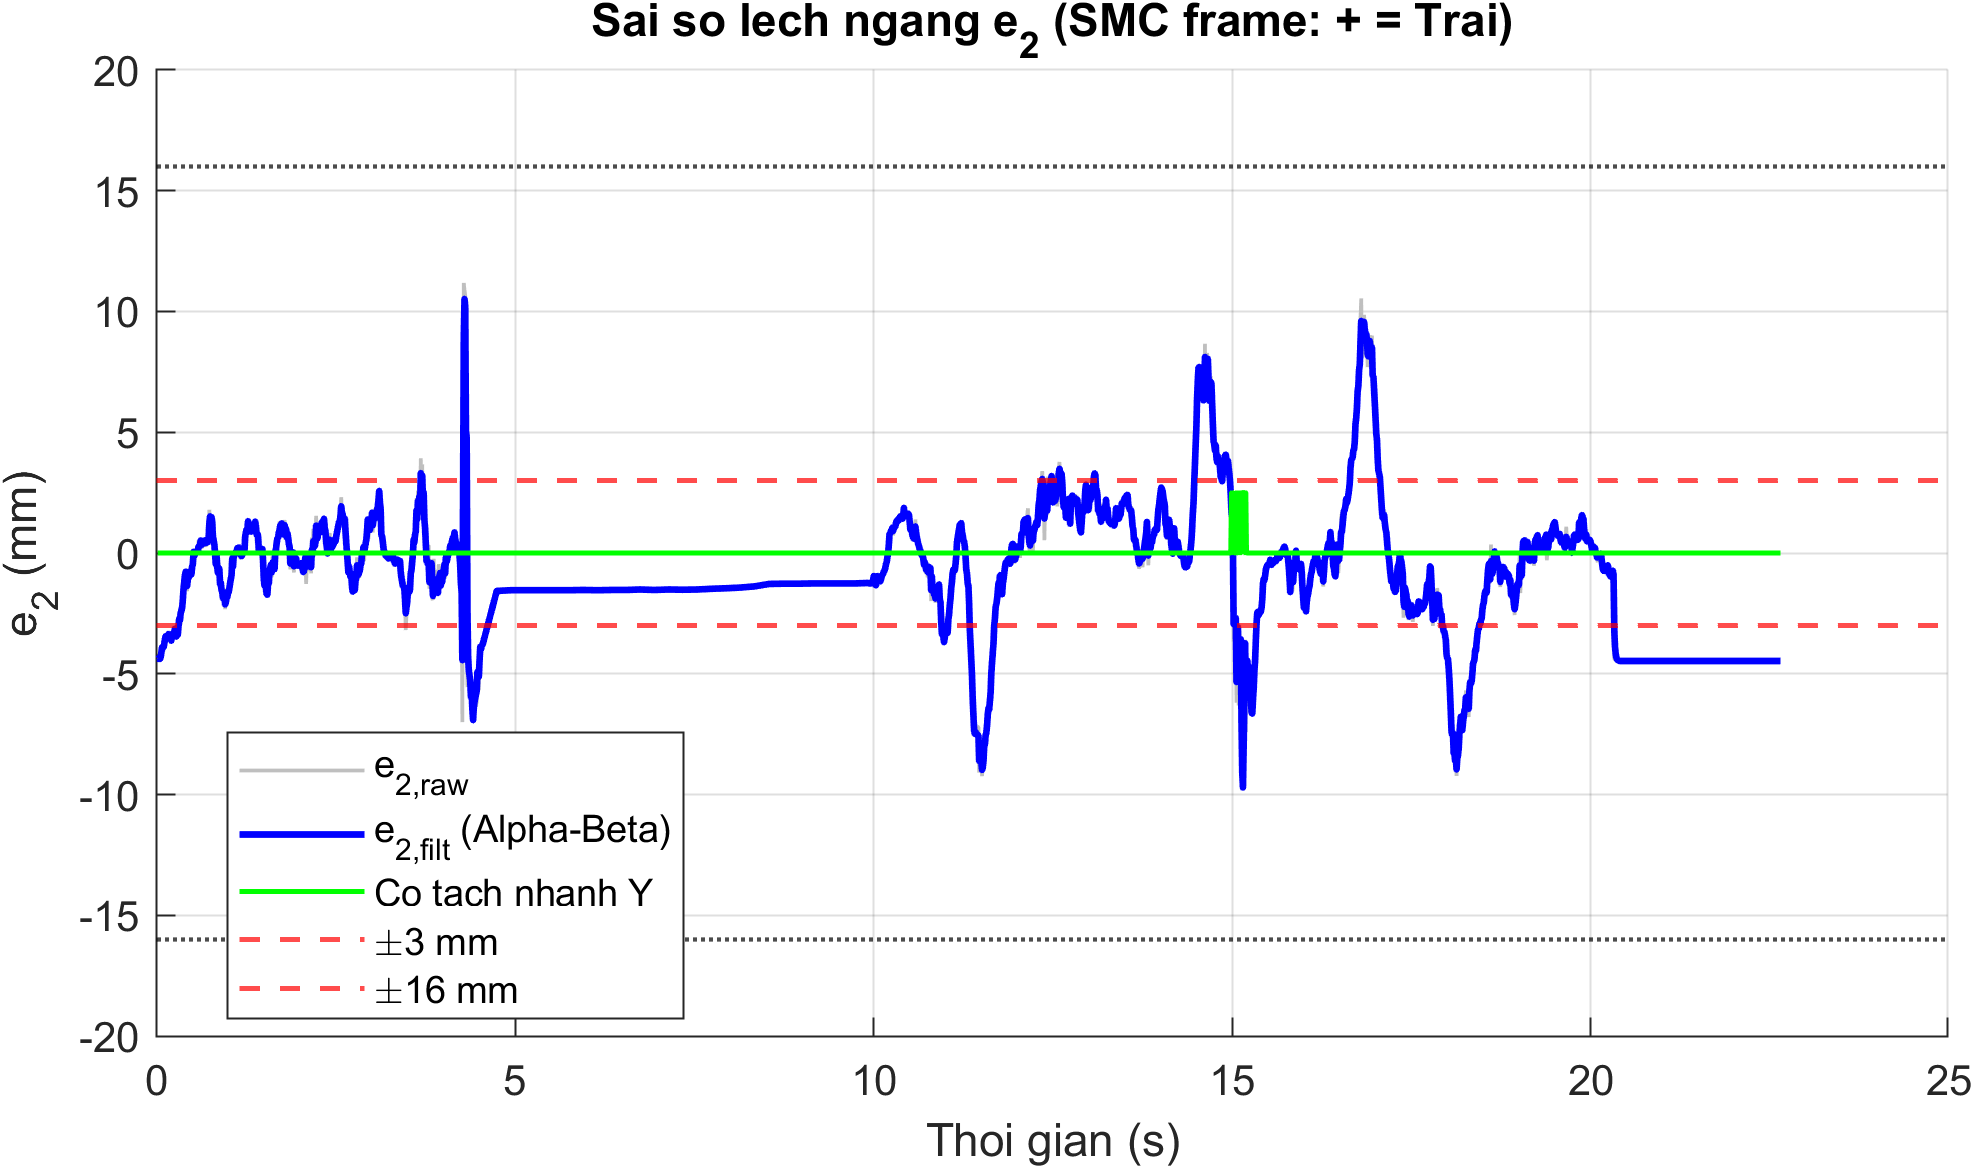 Sai so lech ngang e2 (SMC frame: + = Trai)
20
15
10
5
0
-5
-10
-15
-20
e2 (mm)
e2,raw
e2,filt (Alpha-Beta)
Co tach nhanh Y
±3 mm
±16 mm
0 5 10 15 20 25
Thoi gian (s)